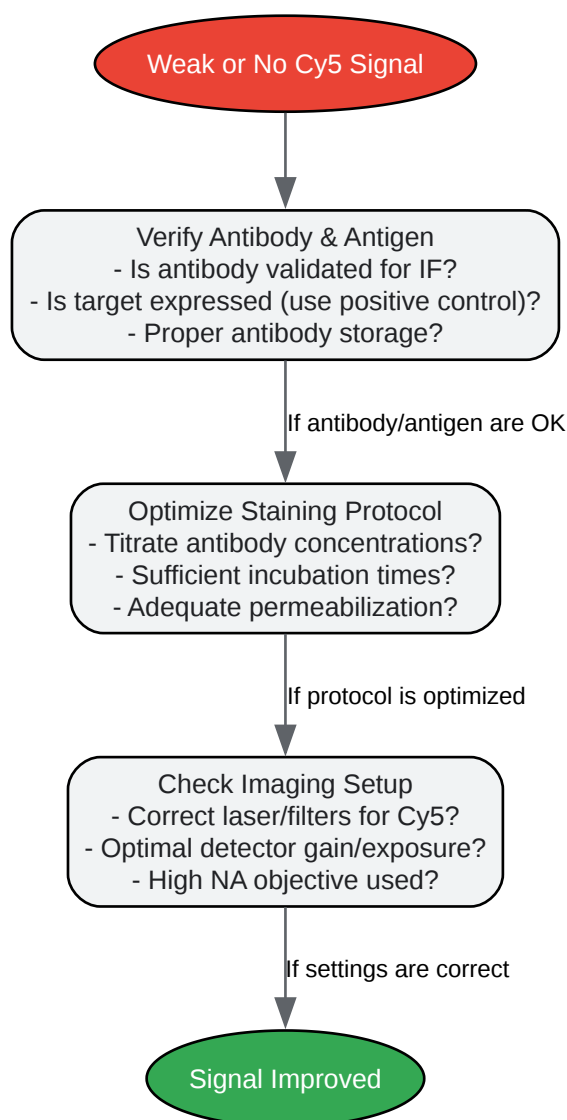 Weak or No Cy5 Signal
Verify Antibody & Antigen
- Is antibody validated for IF?
- Is target expressed (use positive control)?
- Proper antibody storage?
If antibody/antigen are OK
Optimize Staining Protocol
- Titrate antibody concentrations?
- Sufficient incubation times?
- Adequate permeabilization?
If protocol is optimized
Check Imaging Setup
- Correct laser/filters for Cy5?
- Optimal detector gain/exposure?
- High NA objective used?
If settings are correct
Signal Improved